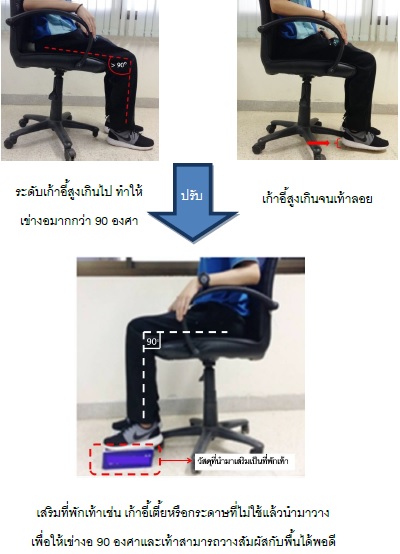 > 90°
ระดับเก้าอี้สูงเกินไป ทำให้
เข่างอมากกว่า 90 องศา
ปรับ
เก้าอี้สูงเกินจนเท้าลอย
90°
วัสดุที่นำมาเสริมเป็นที่พักเท้า
เสริมที่พักเท้าเช่น เก้าอี้เตี้ยหรือกระดาษที่ไม่ใช้แล้วนำมาวาง
เพื่อให้เข่างอ 90 องศาและเท้าสามารถวางสัมผัสกับพื้นได้พอดี